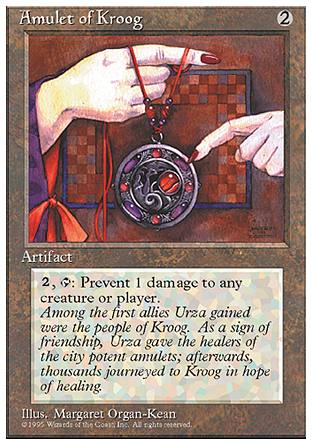 Amulet of Kroog 2
Artifact
2, : Prevent 1 damage to any
creature or player.
Among the first allies Urza gained
were the people of Kroog. As a sign of
friendship, Urza gave the healers of
the city potent amulets; afterwards,
thousands journeyed to Kroog in hope
of healing.
Illus. Margaret Organ-Kean
©1995 Wizards of the Coast, Inc. All rights reserved.